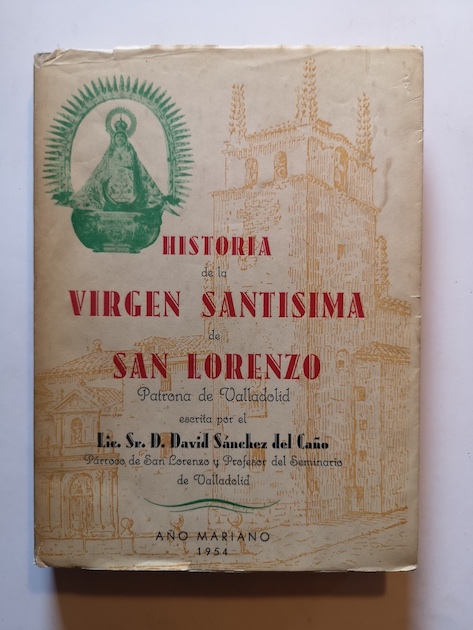 HISTORIA
de la
VIRGEN SANTISIMA
de
SAN LORENZO
Patrona de Valladolid
escrita por el
Lic. Sr. D. David Sánchez del Caño
Párroco de San Lorenzo y Profesor del Seminario
de Valladolid
AÑO MARIANO
1954